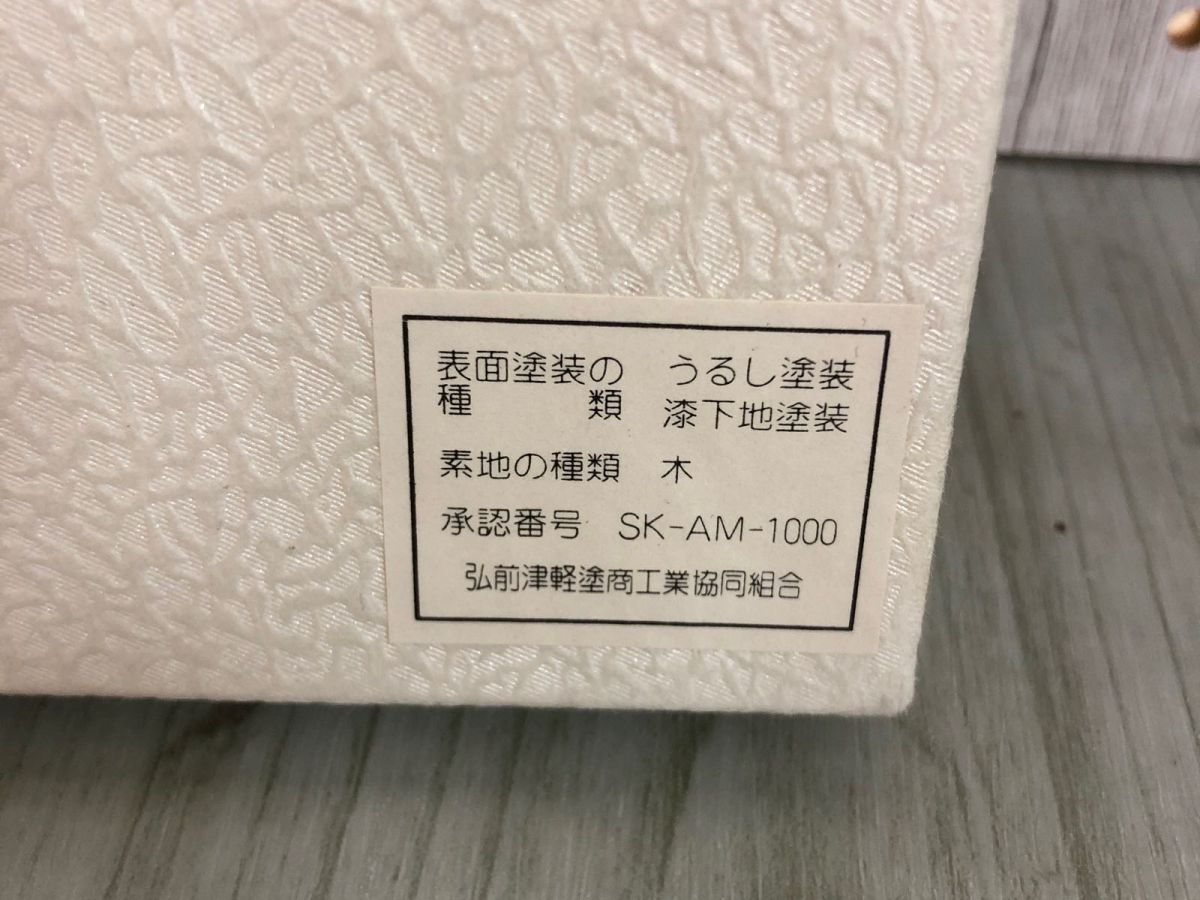 表面塗装の種類 うるし塗装
漆下地塗装
素地の種類 木
承認番号 SK-AM-1000
弘前津軽塗商工業協同組合